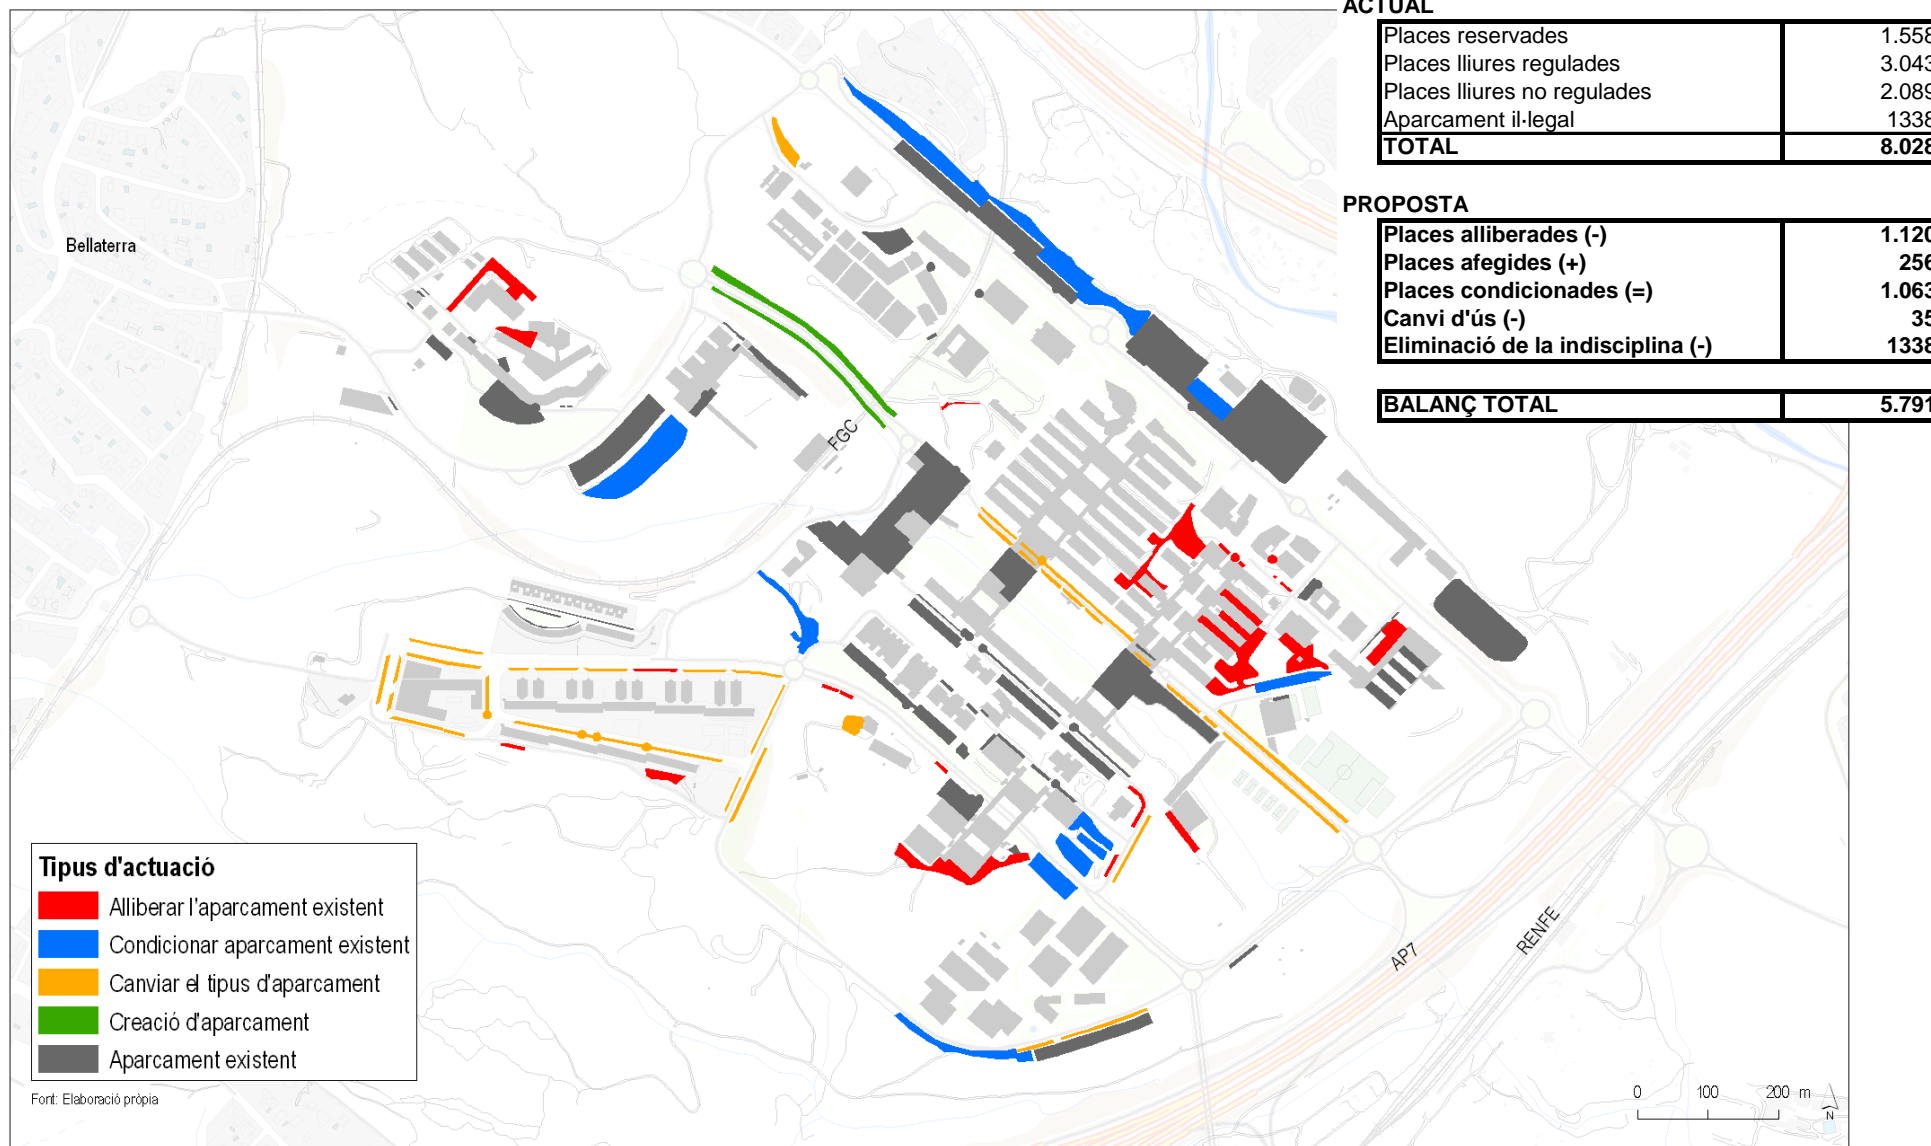 ACTUAL
Places reservades 1.558
Places lliures regulades 3.043
Places lliures no regulades 2.089
Aparcament il·legal 1338
TOTAL 8.028
PROPOSTA
Places alliberades (-) 1.120
Places afegides (+) 256
Places condicionades (=) 1.063
Canvi d'ús (-) 35
Eliminació de la indisciplina (-) 1338
BALANÇ TOTAL 5.791
Bellaterra
FGC
AP7
RENFE
Tipus d'actuació
Alliberar l'aparcament existent
Condicionar aparcament existent
Canviar el tipus d'aparcament
Creació d'aparcament
Aparcament existent
Font: Elaboració pròpia
0 100 200 m
N